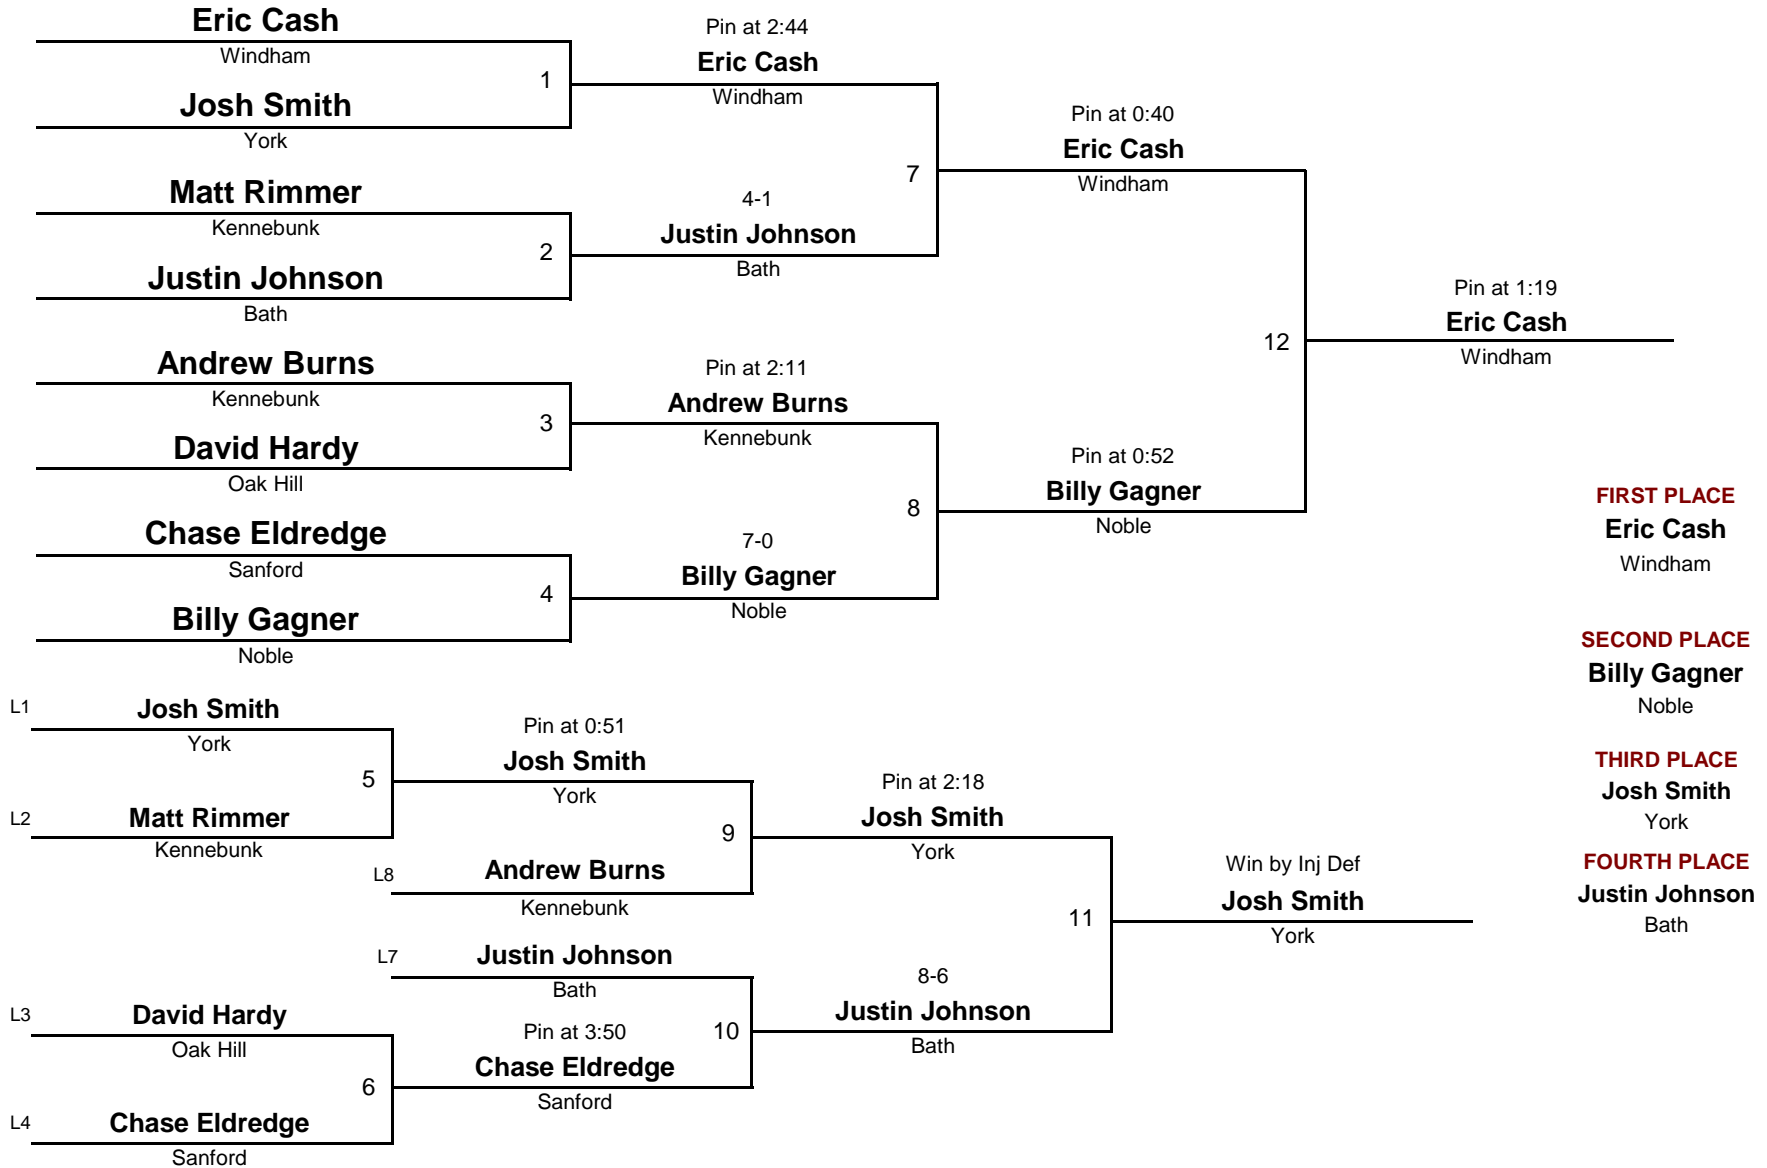 Eric Cash
Windham
1
Josh Smith
York
Matt Rimmer
Kennebunk
2
Justin Johnson
Bath
Andrew Burns
Kennebunk
3
David Hardy
Oak Hill
Chase Eldredge
Sanford
4
Billy Gagner
Noble
Pin at 2:44
Eric Cash
Windham
7
4-1
Justin Johnson
Bath
Pin at 2:11
Andrew Burns
Kennebunk
8
7-0
Billy Gagner
Noble
Pin at 0:40
Eric Cash
Windham
12
Pin at 0:52
Billy Gagner
Noble
Pin at 1:19
Eric Cash
Windham
L1
Josh Smith
York
5
L2
Matt Rimmer
Kennebunk
L3
David Hardy
Oak Hill
6
L4
Chase Eldredge
Sanford
Pin at 0:51
Josh Smith
York
9
L8
Andrew Burns
Kennebunk
L7
Justin Johnson
Bath
10
Pin at 3:50
Chase Eldredge
Sanford
Pin at 2:18
Josh Smith
York
11
8-6
Justin Johnson
Bath
Win by Inj Def
Josh Smith
York
FIRST PLACE
Eric Cash
Windham
SECOND PLACE
Billy Gagner
Noble
THIRD PLACE
Josh Smith
York
FOURTH PLACE
Justin Johnson
Bath